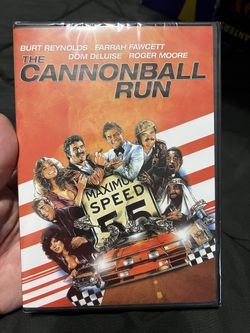 BURT REYNOLDS FARRAH FAWCETT
DOM DELUISE ROGER MOORE
THE
CANNONBALL
RUN
MAXIMUM
SPEED
55